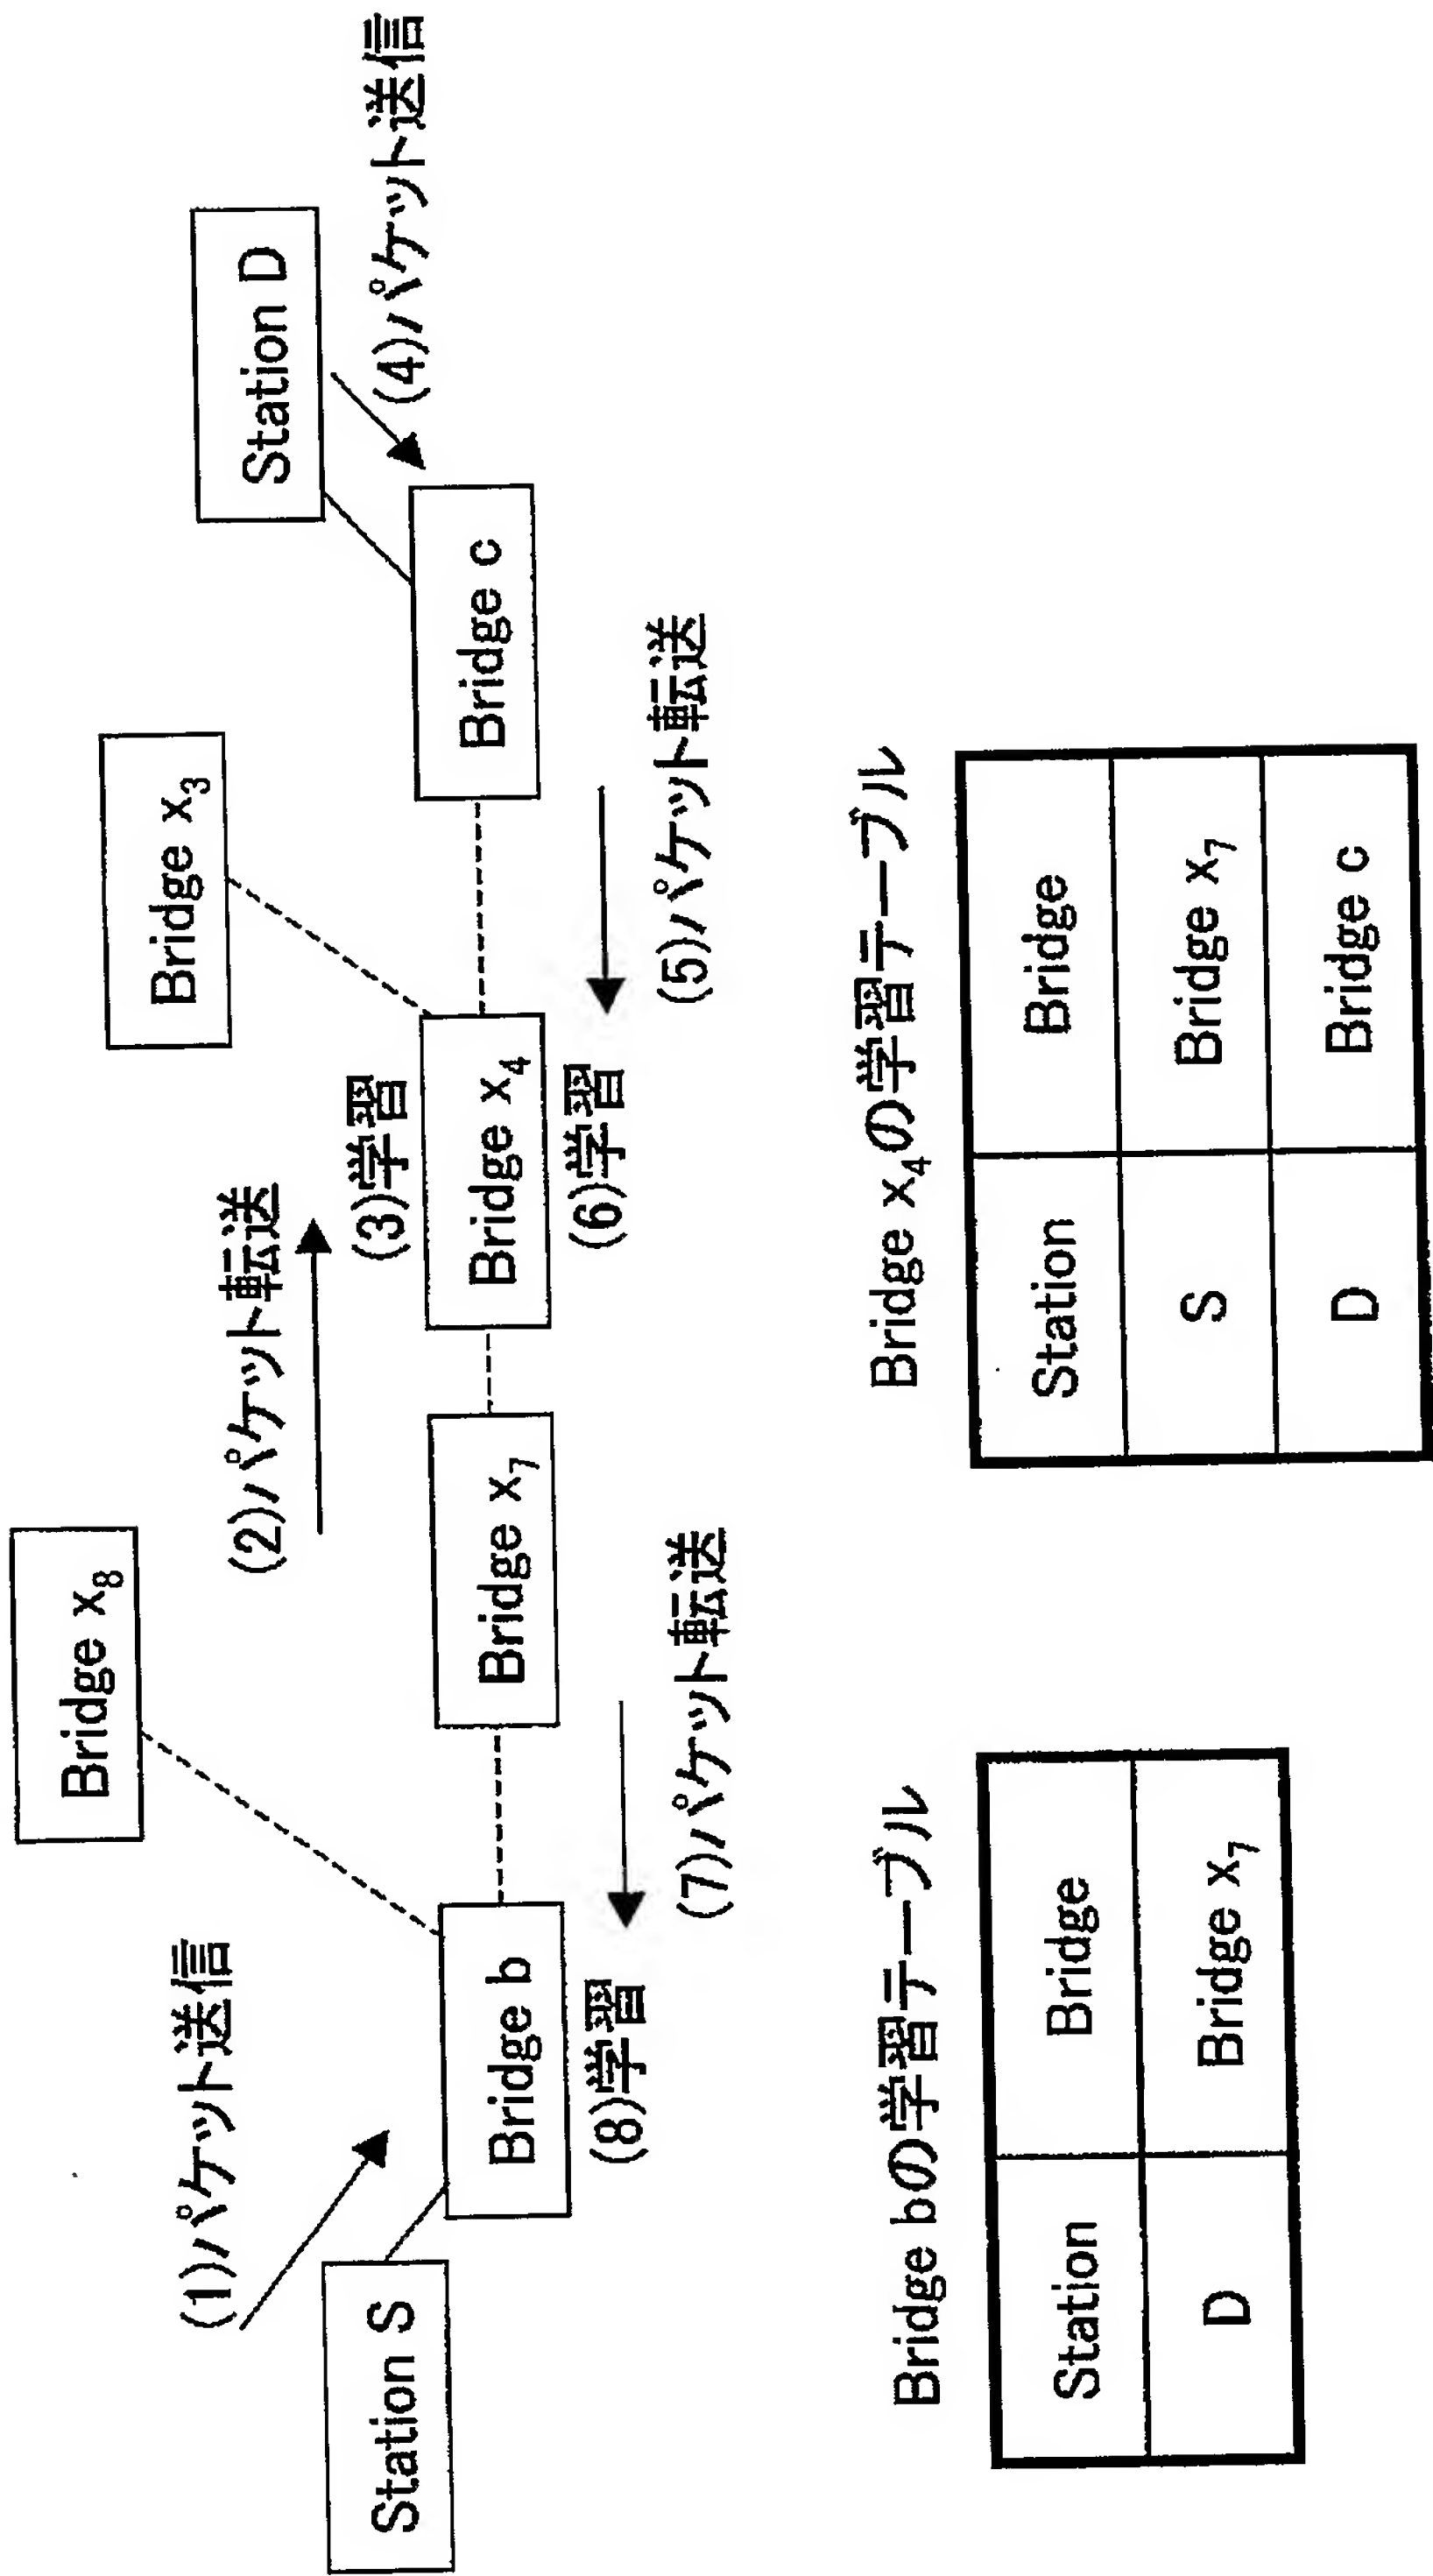 Bridge x8
Bridge x3
Station D
(1)パケット送信
(2)パケット転送
(3)学習
(4)パケット送信
Station S
Bridge b
Bridge x7
Bridge x4
Bridge c
(8)学習
(6)学習
(7)パケット転送
(5)パケット転送
Bridge bの学習テーブル
Station Bridge
D Bridge x7
Bridge x4の学習テーブル
Station Bridge
S Bridge x7
D Bridge c